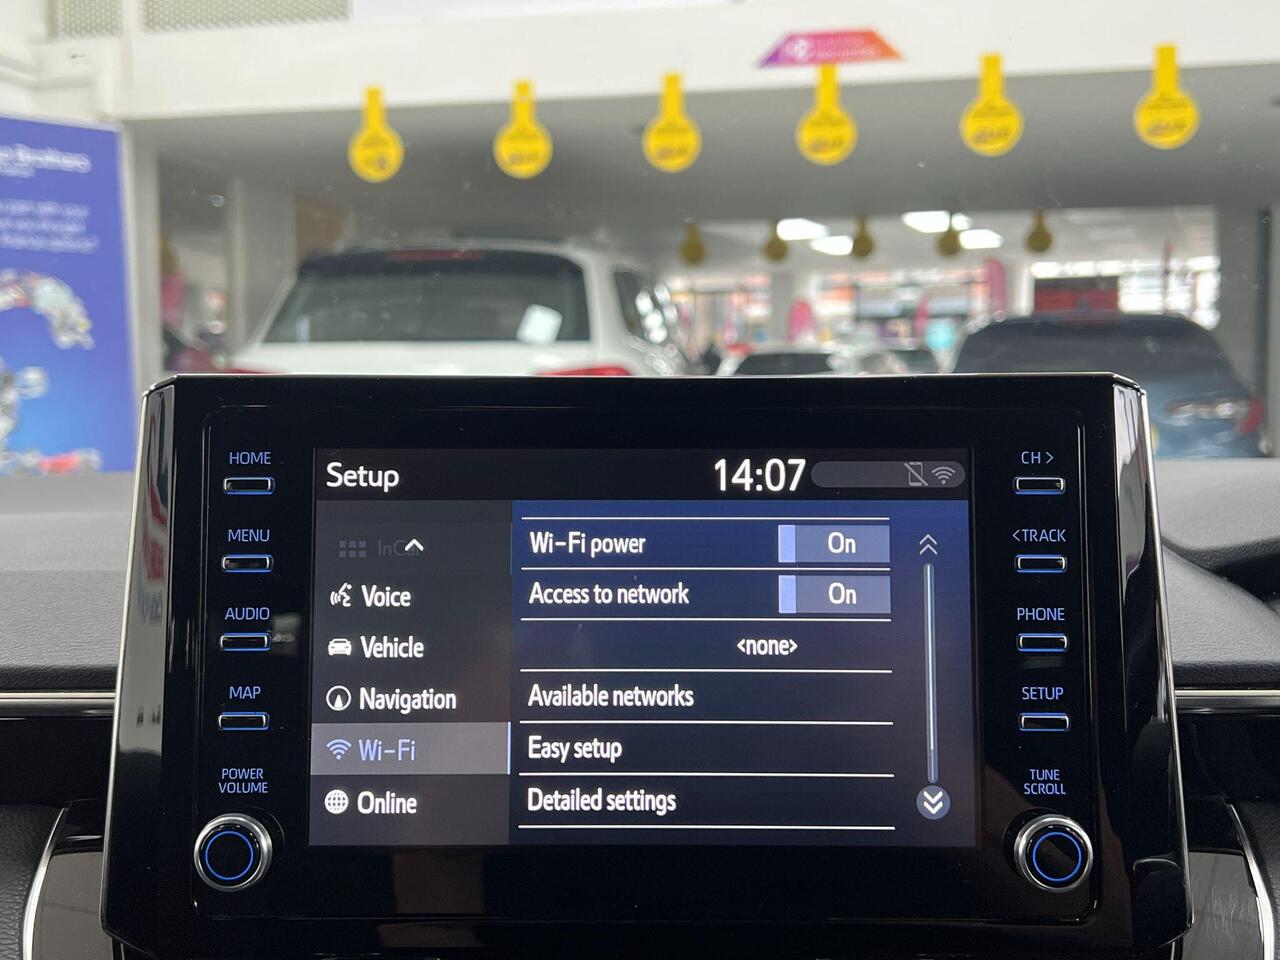 HOME
MENU
AUDIO
MAP
POWER
VOLUME
Setup
14:07
Voice
Vehicle
Navigation
Wi-Fi
Online
Wi-Fi power On
Access to network On
<none>
Available networks
Easy setup
Detailed settings
CH >
< TRACK
PHONE
SETUP
TUNE
SCROLL